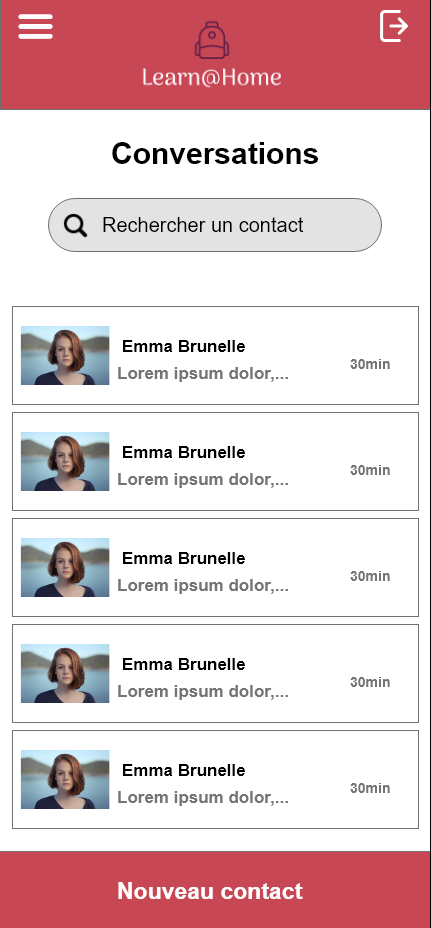 Learn@Home
Conversations
Rechercher un contact
Emma Brunelle
Lorem ipsum dolor,...
30min
Emma Brunelle
Lorem ipsum dolor,...
30min
Emma Brunelle
Lorem ipsum dolor,...
30min
Emma Brunelle
Lorem ipsum dolor,...
30min
Emma Brunelle
Lorem ipsum dolor,...
30min
Nouveau contact